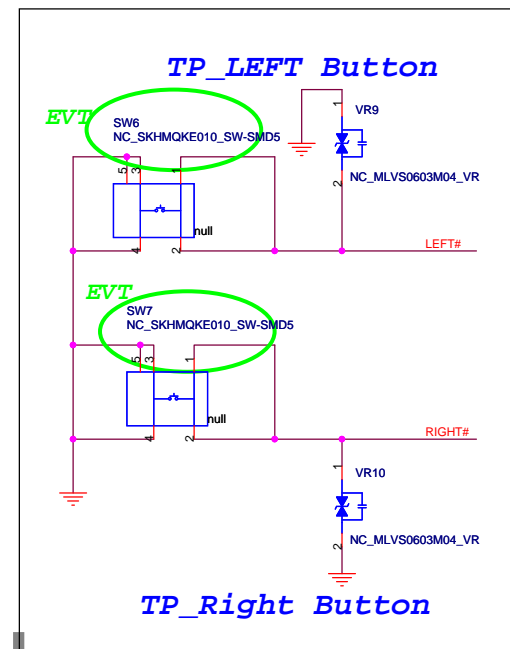 TP_LEFT Button
EVT
SW6
NC_SKHMQKE010_SW-SMD5
1
VR9
5
3
1
2
NC_MLVS0603M04_VR
null
4
2
LEFT#
EVT
SW7
NC_SKHMQKE010_SW-SMD5
5
3
1
null
4
2
RIGHT#
1
VR10
2
NC_MLVS0603M04_VR
TP_Right Button